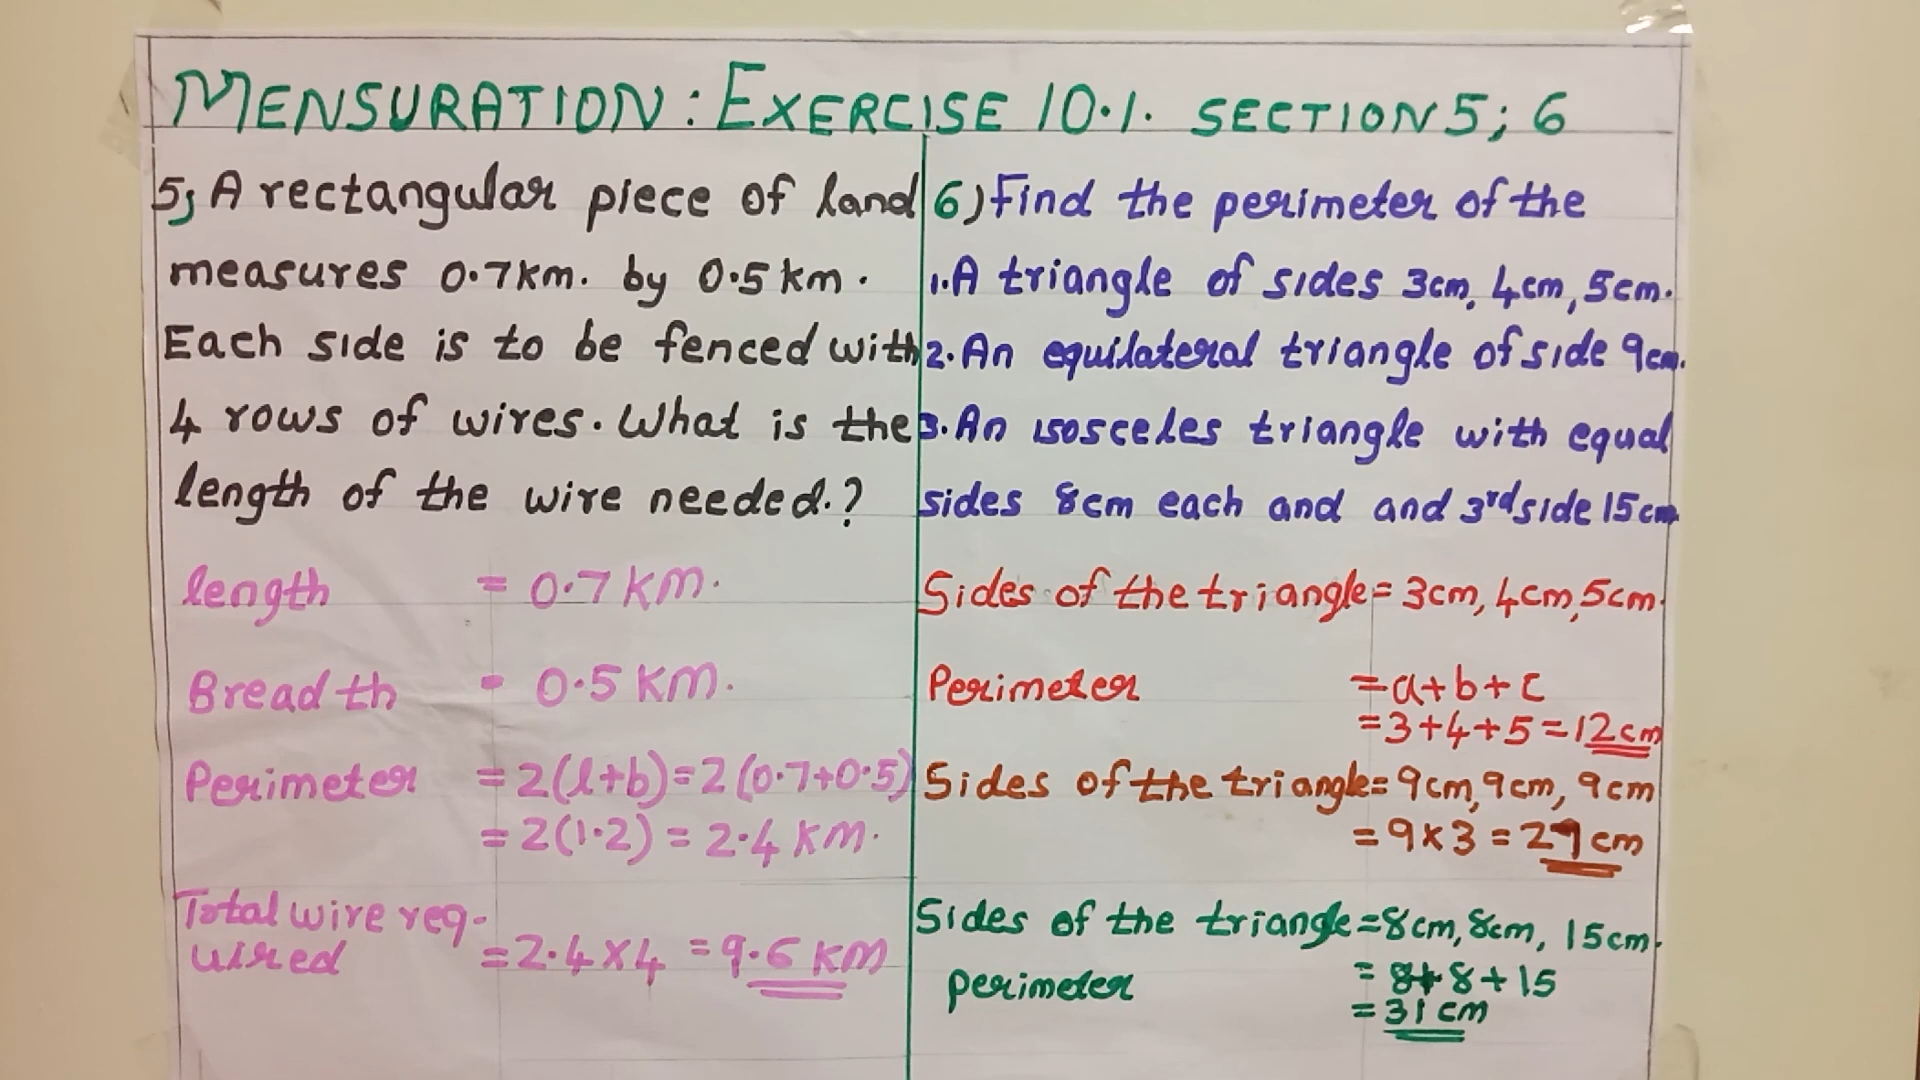 MENSURATION: EXERCISE 10.1. SECTION 5; 6
5; A rectangular piece of land
measures 0.7km. by 0.5km.
Each side is to be fenced with
4 rows of wires. What is the
length of the wire needed.?
length = 0.7 KM.
Breadth = 0.5 KM.
Perimeter = 2(l+b)=2(0.7+0.5)
= 2(1.2) = 2.4 KM.
Total wire req-
uired =2.4×4 =9.6 KM
6) Find the perimeter of the
1. A triangle of sides 3cm, 4cm, 5cm.
2. An equilateral triangle of side 9cm.
3. An isosceles triangle with equal
sides 8cm each and and 3rd side 15cm
Sides of the triangle= 3cm, 4cm, 5cm.
Perimeter =a+b+c
=3+4+5=12cm
Sides of the triangle=9cm,9cm, 9cm
=9×3=27cm
Sides of the triangle=8cm,8cm, 15cm.
perimeter = 8+8+15
=31cm